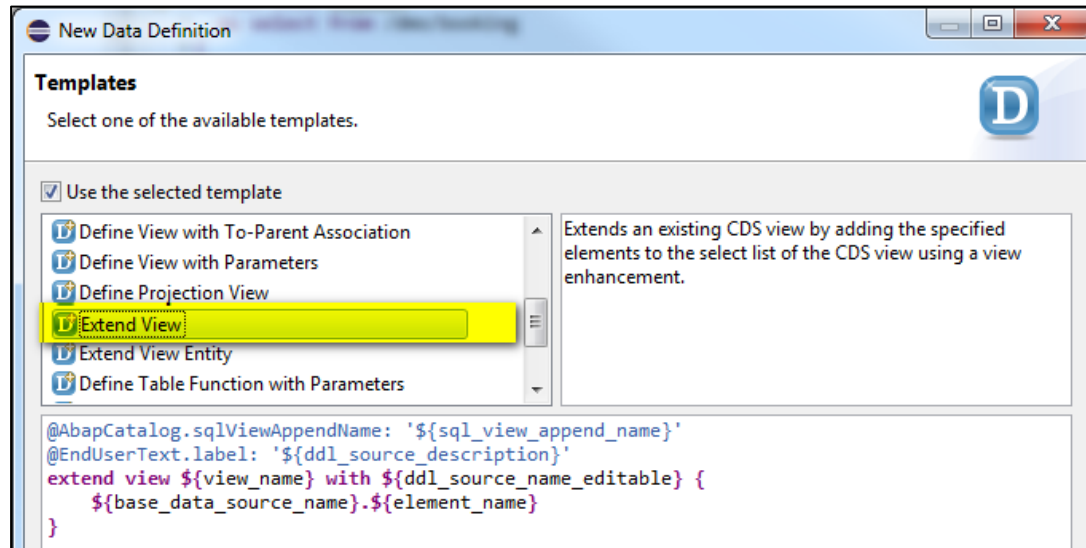 New Data Definition
Templates
Select one of the available templates.
D
Use the selected template
Define View with To-Parent Association
Define View with Parameters
Define Projection View
Extend View
Extend View Entity
Define Table Function with Parameters
Extends an existing CDS view by adding the specified
elements to the select list of the CDS view using a view
enhancement.
@AbapCatalog.sqlViewAppendName: '${sql_view_append_name}'
@EndUserText.label: '${ddl_source_description}'
extend view ${view_name} with ${ddl_source_name_editable} {
    ${base_data_source_name}.${element_name}
}